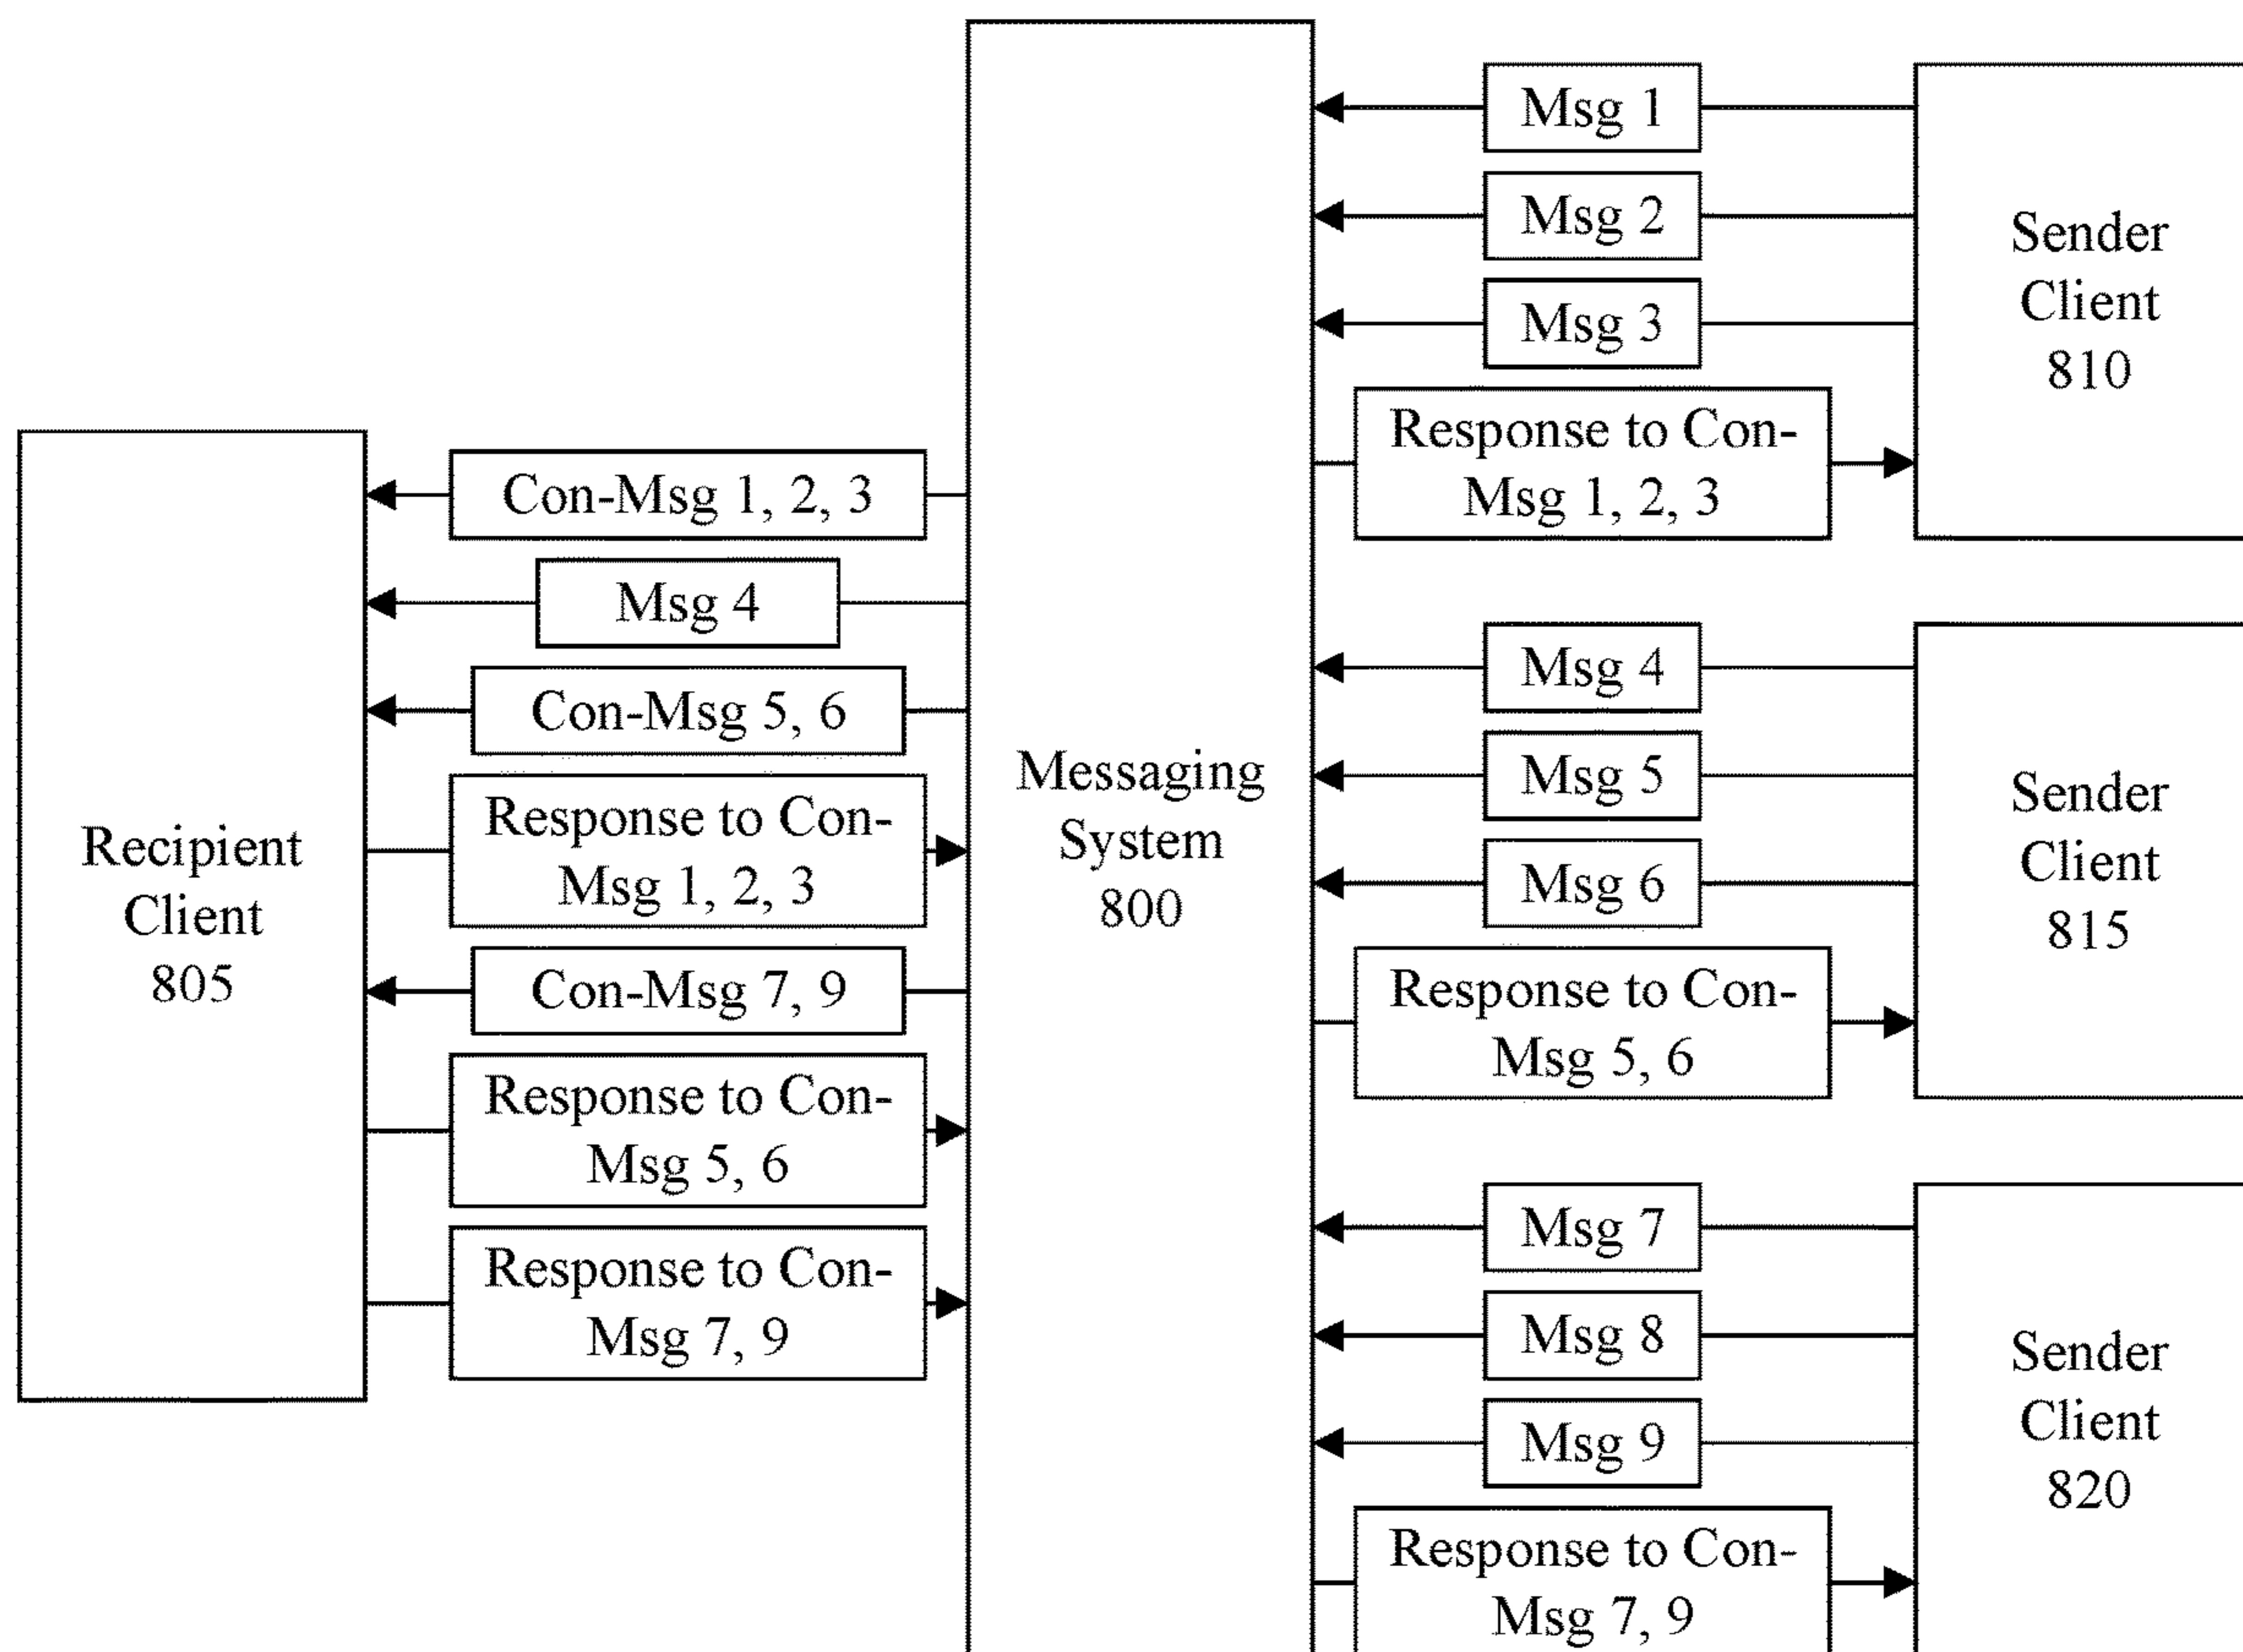 Recipient
Client
805
Con-Msg 1, 2, 3
Msg 4
Con-Msg 5, 6
Response to Con-
Msg 1, 2, 3
Con-Msg 7, 9
Response to Con-
Msg 5, 6
Response to Con-
Msg 7, 9
Messaging
System
800
Msg 1
Msg 2
Msg 3
Response to Con-
Msg 1, 2, 3
Sender
Client
810
Msg 4
Msg 5
Msg 6
Response to Con-
Msg 5, 6
Sender
Client
815
Msg 7
Msg 8
Msg 9
Response to Con-
Msg 7, 9
Sender
Client
820